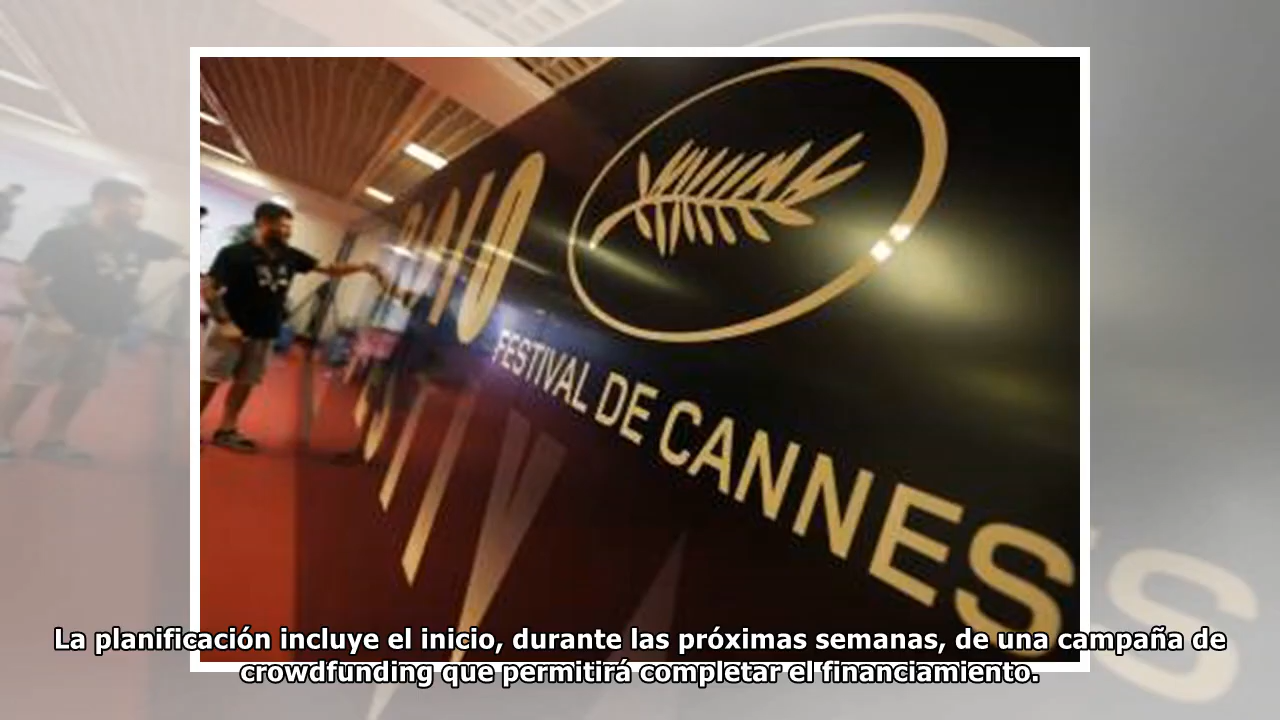 FESTIVAL DE CANNES
La planificación incluye el inicio, durante las próximas semanas, de una campaña de
crowdfunding que permitirá completar el financiamiento.